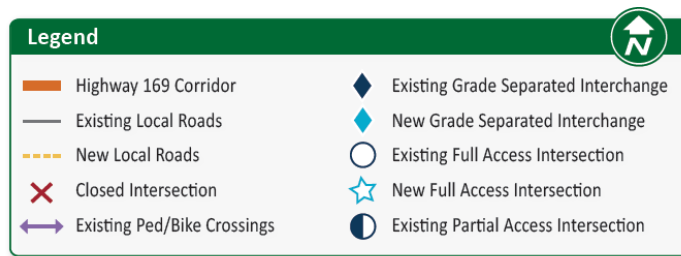 Legend
N
Highway 169 Corridor
Existing Local Roads
New Local Roads
Closed Intersection
Existing Ped/Bike Crossings
Existing Grade Separated Interchange
New Grade Separated Interchange
Existing Full Access Intersection
New Full Access Intersection
Existing Partial Access Intersection